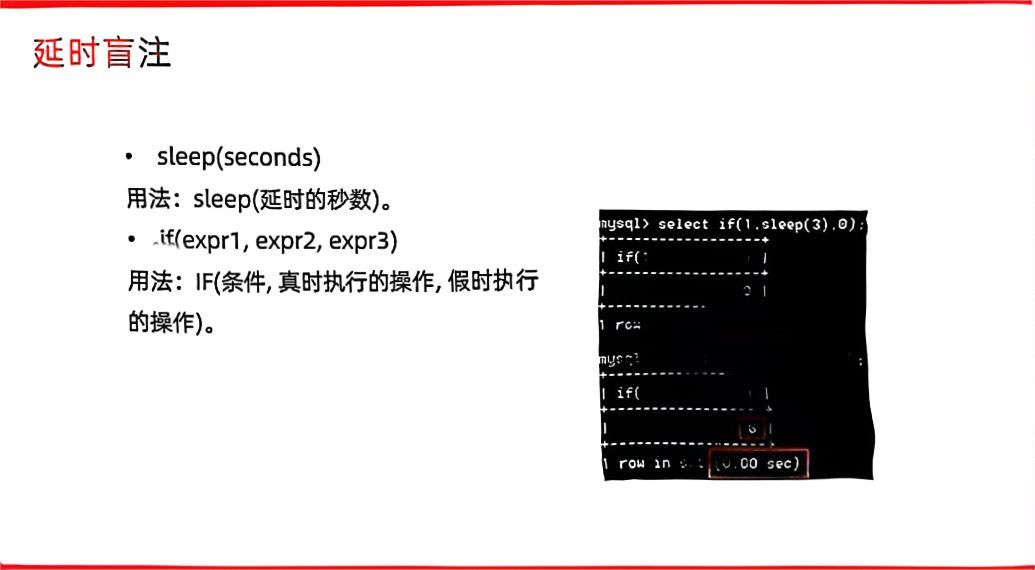 延时盲注
• sleep(seconds)
用法：sleep(延时的秒数)。
• if(expr1, expr2, expr3)
用法：IF(条件, 真时执行的操作, 假时执行
的操作)。
mysql> select if(1,sleep(3),0);
| if(
1 row
| if(
1 row in (0.00 sec)